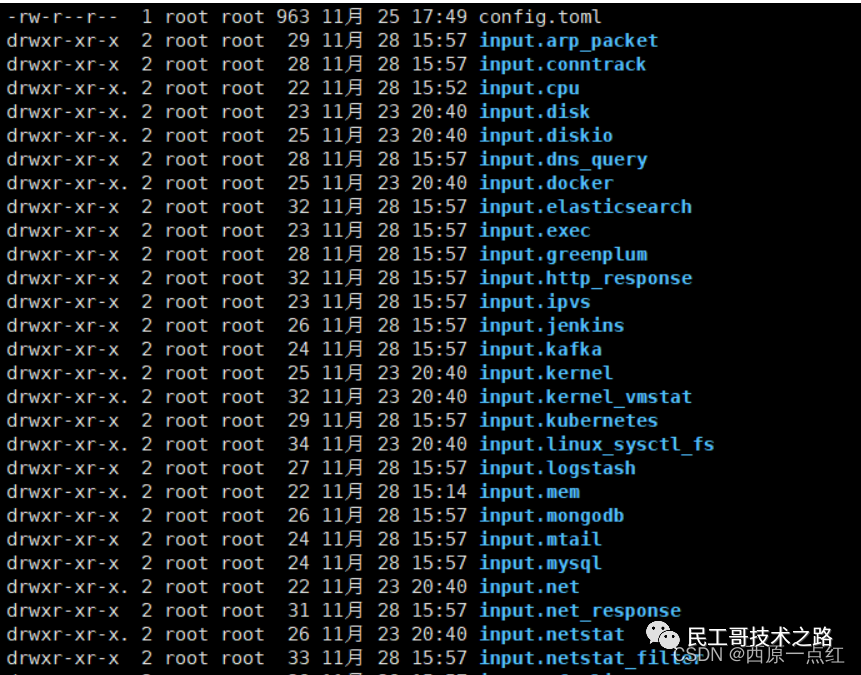 -rw-r--r--  1 root root 963 11月 25 17:49 config.toml
drwxr-xr-x  2 root root  29 11月 28 15:57 input.arp_packet
drwxr-xr-x  2 root root  28 11月 28 15:57 input.conntrack
drwxr-xr-x. 2 root root  22 11月 28 15:52 input.cpu
drwxr-xr-x. 2 root root  23 11月 23 20:40 input.disk
drwxr-xr-x. 2 root root  25 11月 23 20:40 input.diskio
drwxr-xr-x  2 root root  28 11月 28 15:57 input.dns_query
drwxr-xr-x. 2 root root  25 11月 23 20:40 input.docker
drwxr-xr-x  2 root root  32 11月 28 15:57 input.elasticsearch
drwxr-xr-x  2 root root  23 11月 28 15:57 input.exec
drwxr-xr-x  2 root root  28 11月 28 15:57 input.greenplum
drwxr-xr-x  2 root root  32 11月 28 15:57 input.http_response
drwxr-xr-x  2 root root  23 11月 28 15:57 input.ipvs
drwxr-xr-x  2 root root  26 11月 28 15:57 input.jenkins
drwxr-xr-x  2 root root  24 11月 28 15:57 input.kafka
drwxr-xr-x. 2 root root  25 11月 23 20:40 input.kernel
drwxr-xr-x. 2 root root  32 11月 23 20:40 input.kernel_vmstat
drwxr-xr-x  2 root root  29 11月 28 15:57 input.kubernetes
drwxr-xr-x. 2 root root  34 11月 23 20:40 input.linux_sysctl_fs
drwxr-xr-x  2 root root  27 11月 28 15:57 input.logstash
drwxr-xr-x. 2 root root  22 11月 28 15:14 input.mem
drwxr-xr-x  2 root root  26 11月 28 15:57 input.mongodb
drwxr-xr-x  2 root root  24 11月 28 15:57 input.mtail
drwxr-xr-x  2 root root  24 11月 28 15:57 input.mysql
drwxr-xr-x. 2 root root  22 11月 23 20:40 input.net
drwxr-xr-x  2 root root  31 11月 28 15:57 input.net_response
drwxr-xr-x. 2 root root  26 11月 23 20:40 input.netstat
民工哥技术之路
drwxr-xr-x  2 root root  33 11月 28 15:57 input.netstat_filter
CSDN @西原一点红